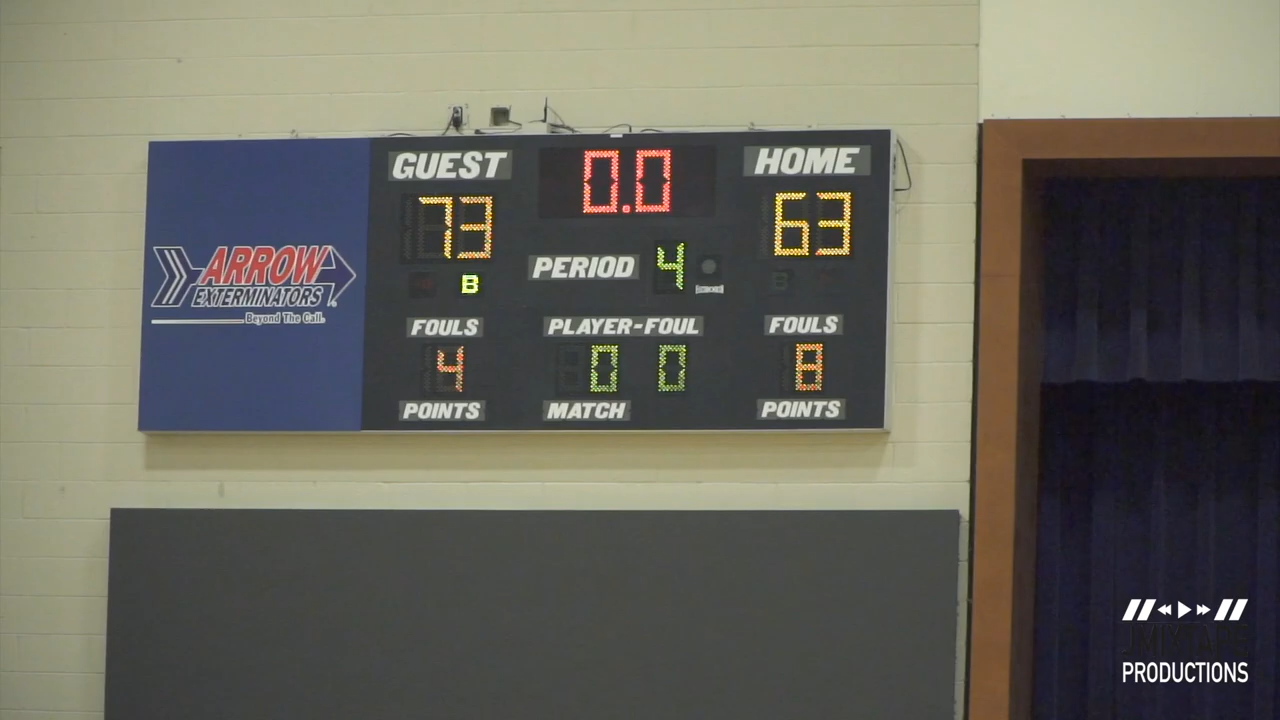 GUEST
0.0
HOME
73
63
PERIOD
4
B
ARROW
EXTERMINATORS
Beyond The Call.
FOULS
PLAYER-FOUL
FOULS
4
0 0
8
POINTS
MATCH
POINTS
JMIXTAPE
PRODUCTIONS